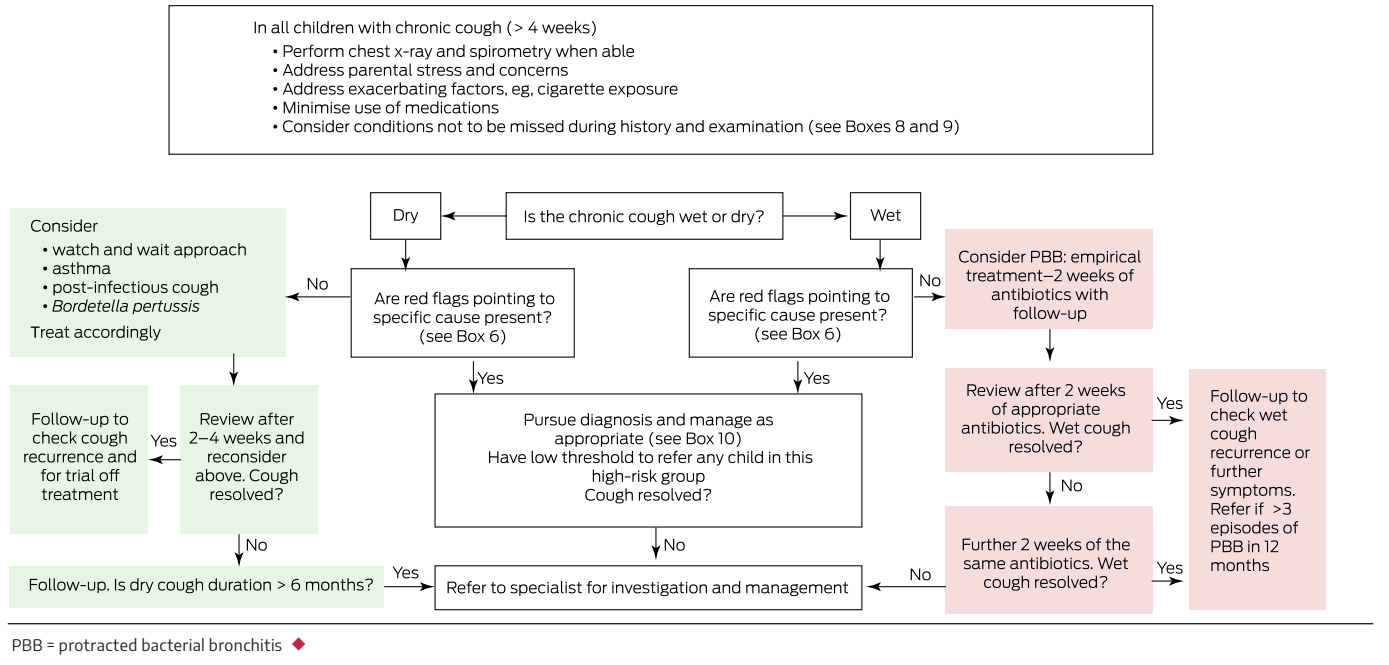 In all children with chronic cough (> 4 weeks)
• Perform chest x-ray and spirometry when able
• Address parental stress and concerns
• Address exacerbating factors, eg, cigarette exposure
• Minimise use of medications
• Consider conditions not to be missed during history and examination (see Boxes 8 and 9)
Dry
Is the chronic cough wet or dry?
Wet
Consider
• watch and wait approach
• asthma
• post-infectious cough
• Bordetella pertussis
Treat accordingly
No
Are red flags pointing to
specific cause present?
(see Box 6)
Are red flags pointing to
specific cause present?
(see Box 6)
No
Consider PBB: empirical
treatment–2 weeks of
antibiotics with
follow-up
Yes
Yes
Follow-up to
check cough
recurrence and
for trial off
treatment
Yes
Review after
2–4 weeks and
reconsider
above. Cough
resolved?
Pursue diagnosis and manage as
appropriate (see Box 10)
Have low threshold to refer any child in this
high-risk group
Cough resolved?
Review after 2 weeks
of appropriate
antibiotics. Wet cough
resolved?
Yes
Follow-up to
check wet
cough
recurrence or
further
symptoms.
Refer if >3
episodes of
PBB in 12
months
No
No
No
Further 2 weeks of the
same antibiotics. Wet
cough resolved?
Yes
Follow-up. Is dry cough duration > 6 months?
Yes
Refer to specialist for investigation and management
No
PBB = protracted bacterial bronchitis ◆